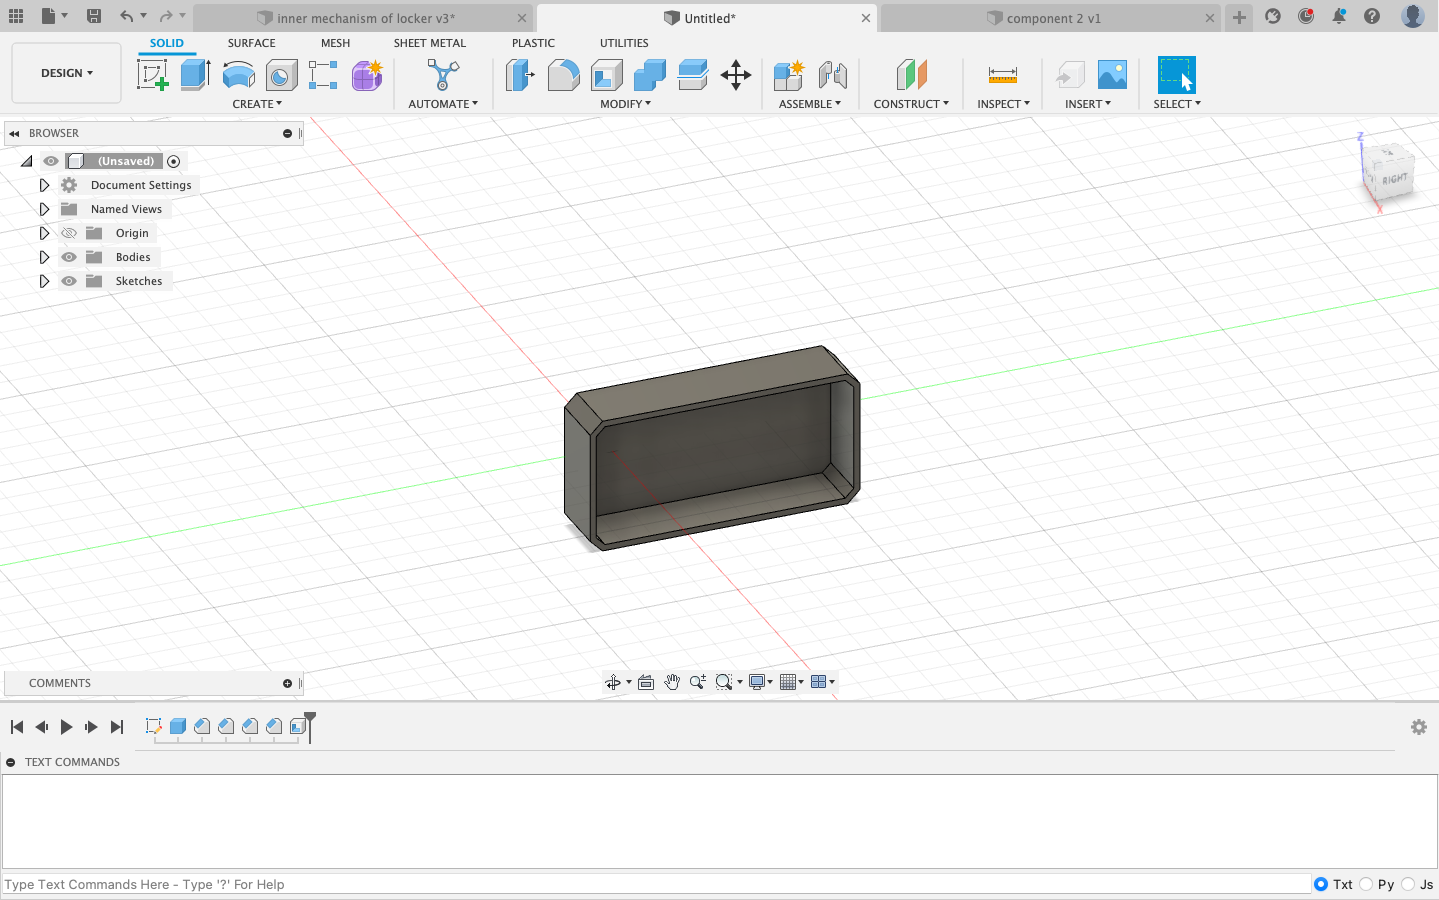 inner mechanism of locker v3*
Untitled*
component 2 v1
SOLID SURFACE MESH SHEET METAL PLASTIC UTILITIES
DESIGN
CREATE AUTOMATE MODIFY ASSEMBLE CONSTRUCT INSPECT INSERT SELECT
BROWSER
(Unsaved)
Document Settings
Named Views
Origin
Bodies
Sketches
Z
RIGHT
X
COMMENTS
TEXT COMMANDS
Type Text Commands Here - Type '?' For Help
Txt Py Js